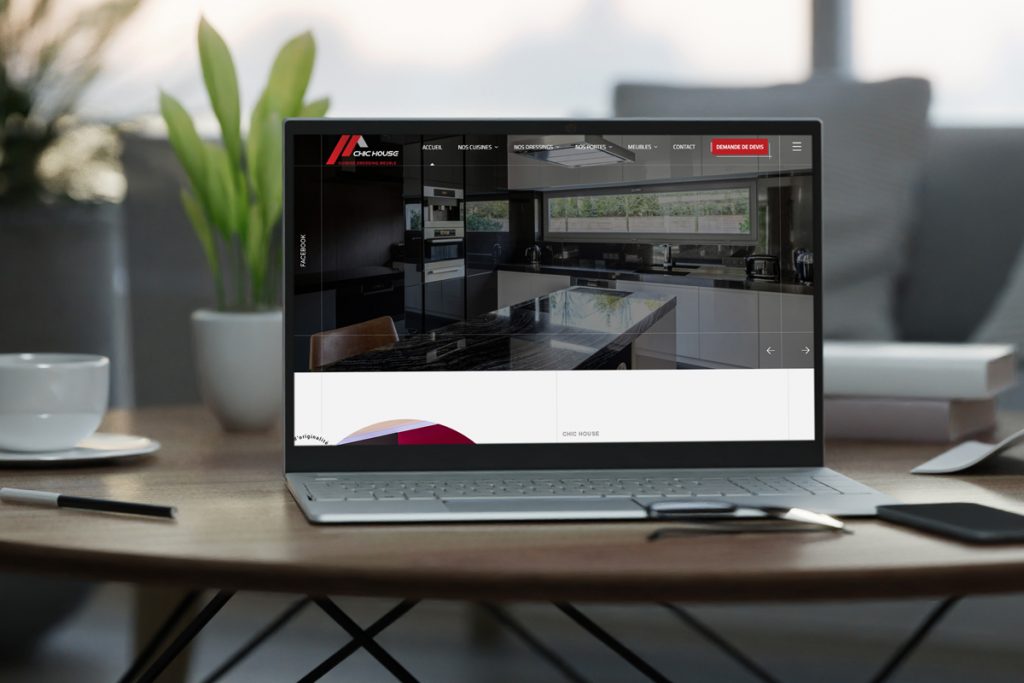 CHIC HOUSE
CUISINE DRESSING MEUBLE
ACCUEIL
NOS CUISINES
NOS DRESSINGS
NOS PORTES
MEUBLES
CONTACT
DEMANDE DE DEVIS
FACEBOOK
d'originalité
CHIC HOUSE